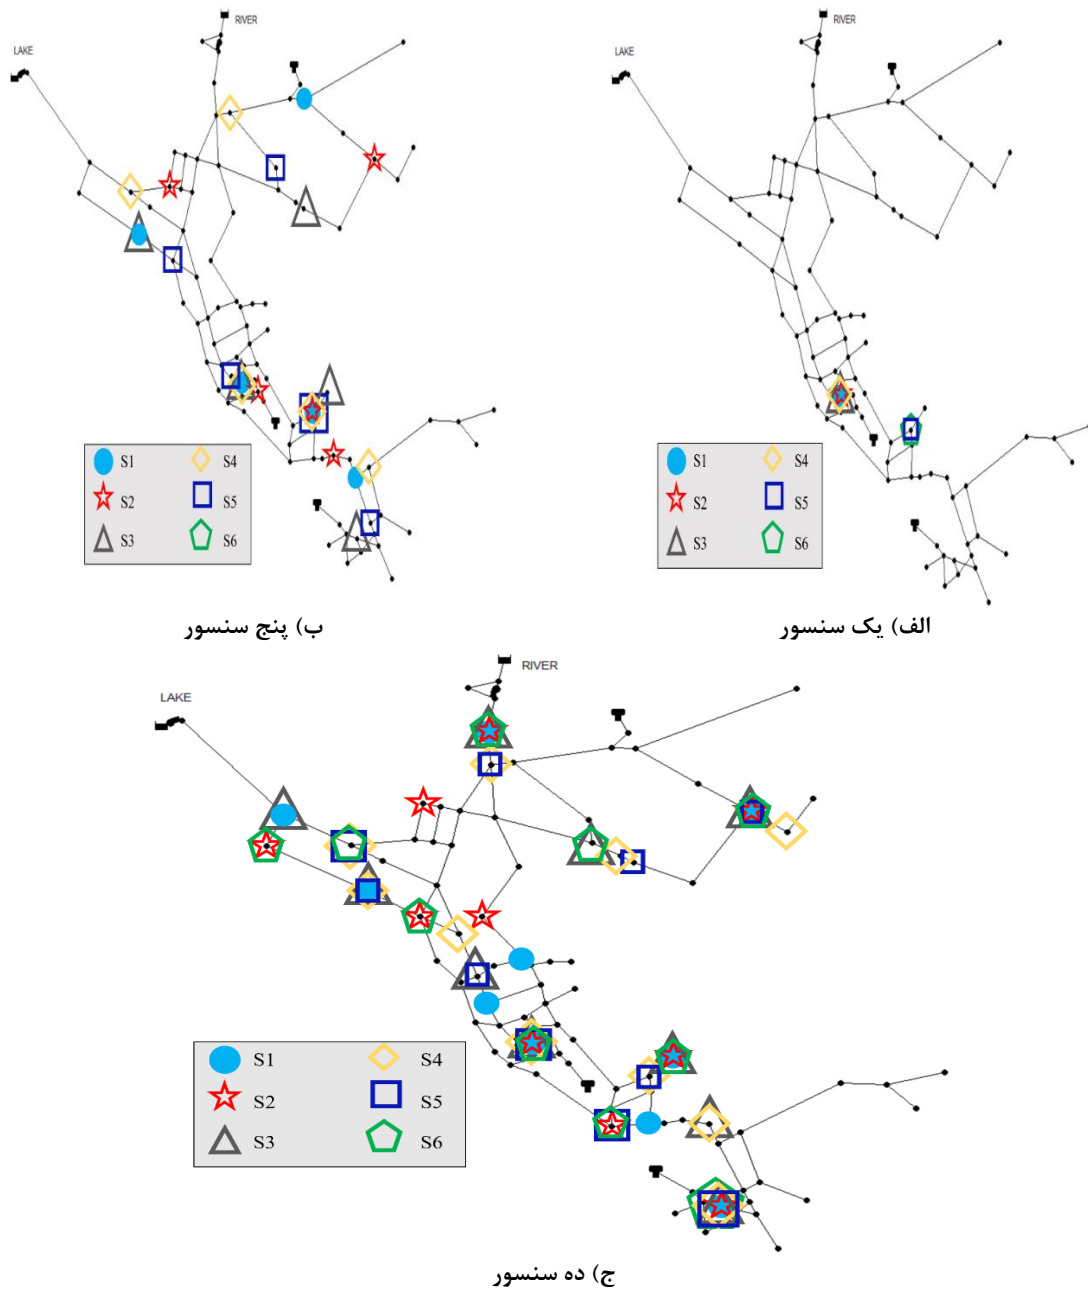 RIVER
LAKE
S1 S4
S2 S5
S3 S6
ب) پنج سنسور
RIVER
LAKE
S1 S4
S2 S5
S3 S6
الف) یک سنسور
RIVER
LAKE
S1 S4
S2 S5
S3 S6
ج) ده سنسور